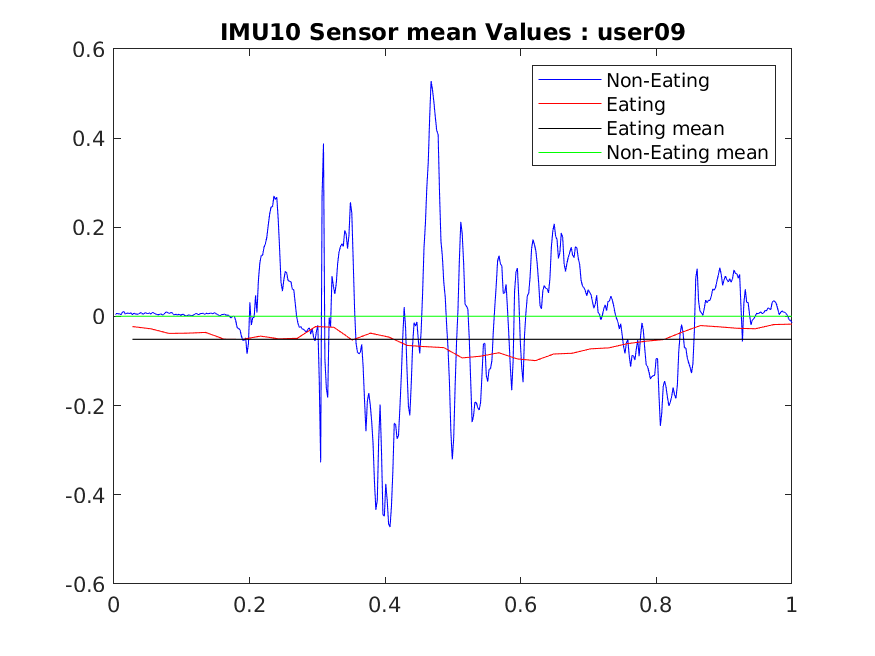 IMU10 Sensor mean Values : user09
0.6
0.4
0.2
0
-0.2
-0.4
-0.6
Non-Eating
Eating
Eating mean
Non-Eating mean
0 0.2 0.4 0.6 0.8 1